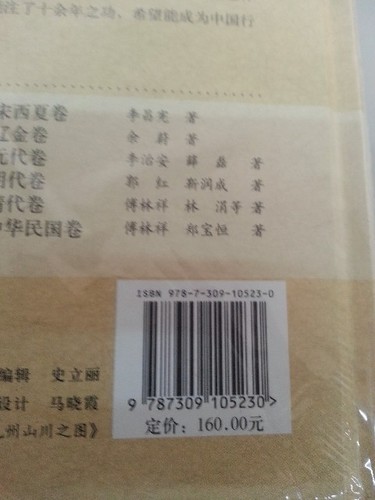 注了十余年之功，希望能成为中国行
宋西夏卷 李昌宪 著
辽金卷 余蔚 著
元代卷 李治安 薛磊 著
明代卷 郭红 靳润成 著
清代卷 傅林祥 林涓等 著
中华民国卷 傅林祥 郑宝恒 著
ISBN 978-7-309-10523-0
9 787309 105230>
定价：160.00元
编辑 史立丽
设计 马晓霞
九州山川之图》